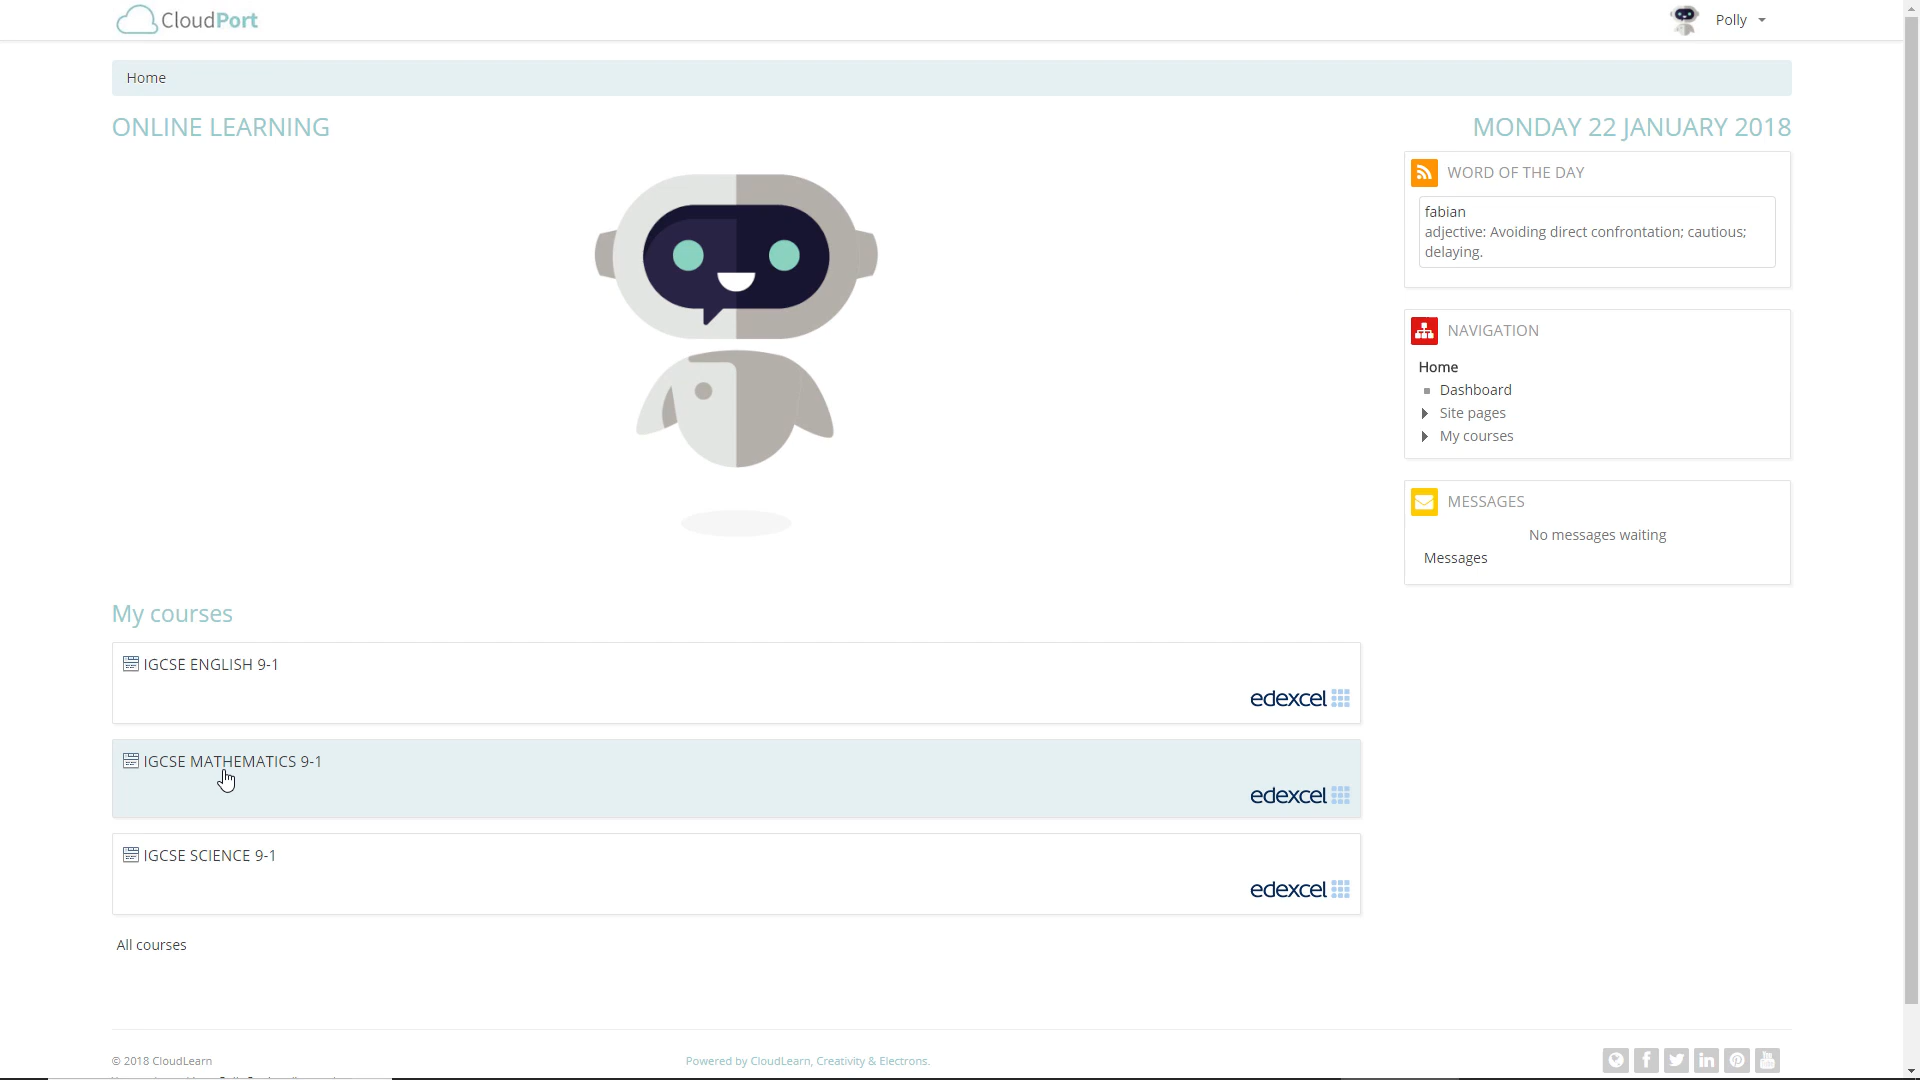 CloudPort
Polly
Home
ONLINE LEARNING
MONDAY 22 JANUARY 2018
WORD OF THE DAY
fabian
adjective: Avoiding direct confrontation; cautious;
delaying.
NAVIGATION
Home
Dashboard
Site pages
My courses
MESSAGES
No messages waiting
Messages
My courses
IGCSE ENGLISH 9-1
edexcel
IGCSE MATHEMATICS 9-1
edexcel
IGCSE SCIENCE 9-1
edexcel
All courses
© 2018 CloudLearn
Powered by CloudLearn, Creativity & Electrons.